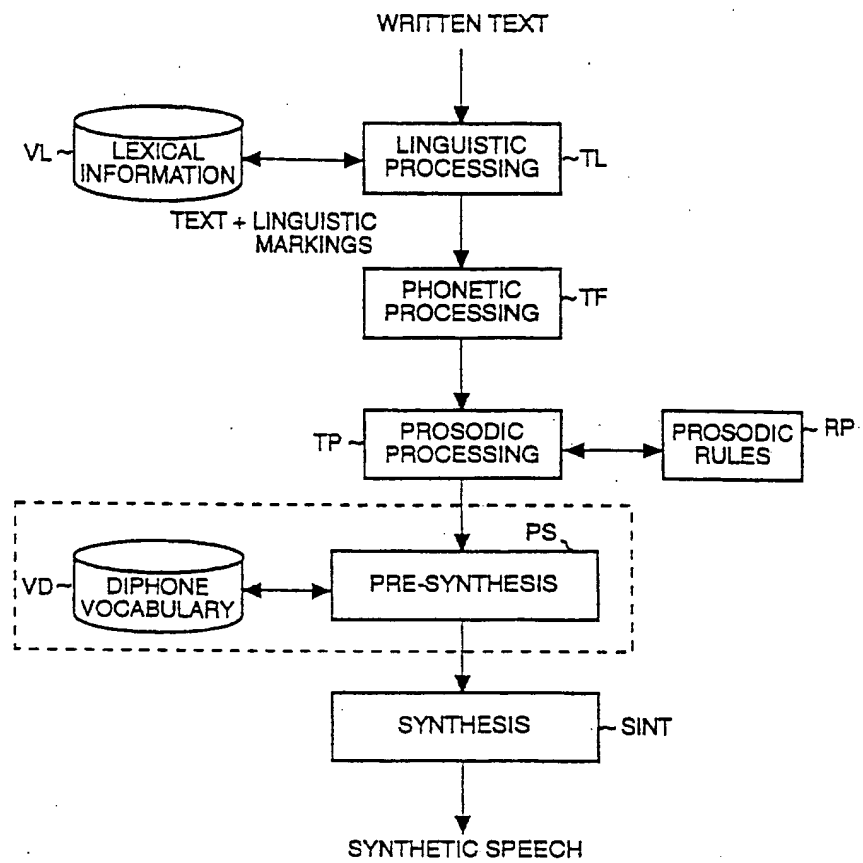 WRITTEN TEXT
VL
LEXICAL
INFORMATION
LINGUISTIC
PROCESSING
TL
TEXT + LINGUISTIC
MARKINGS
PHONETIC
PROCESSING
TF
TP
PROSODIC
PROCESSING
PROSODIC
RULES
RP
PS
VD
DIPHONE
VOCABULARY
PRE-SYNTHESIS
SYNTHESIS
SINT
SYNTHETIC SPEECH